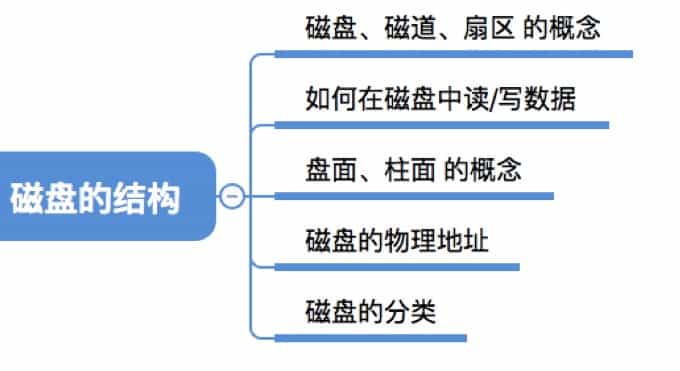 磁盘、磁道、扇区 的概念
如何在磁盘中读/写数据
盘面、柱面 的概念
磁盘的结构
磁盘的物理地址
磁盘的分类